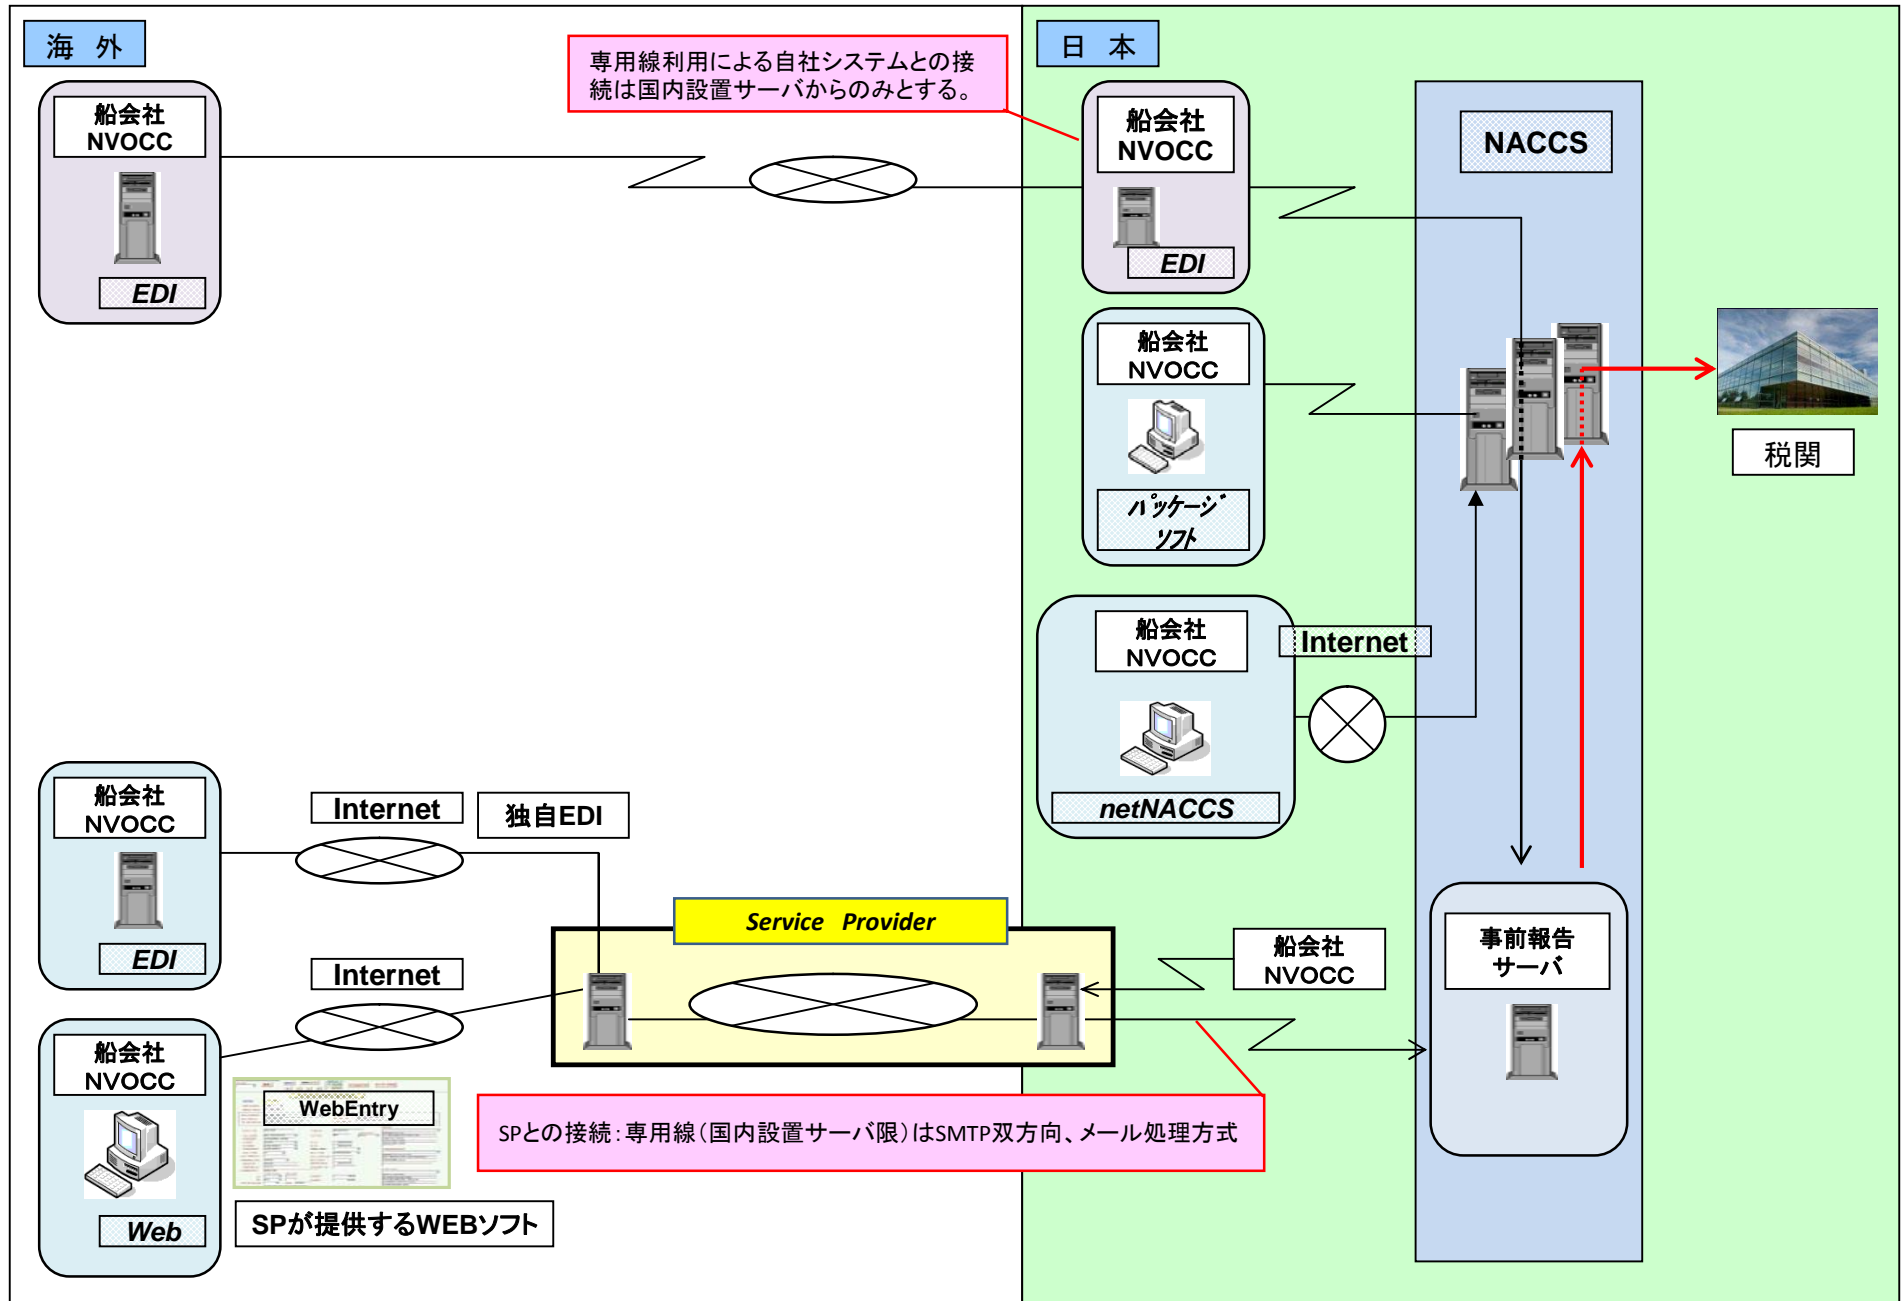 海 外
日 本
専用線利用による自社システムとの接
続は国内設置サーバからのみとする。
船会社
NVOCC
EDI
船会社
NVOCC
EDI
NACCS
船会社
NVOCC
パッケージ
ソフト
税関
船会社
NVOCC
netNACCS
Internet
船会社
NVOCC
EDI
Internet
独自EDI
Service Provider
Internet
船会社
NVOCC
事前報告
サーバ
船会社
NVOCC
Web
WebEntry
SPが提供するWEBソフト
SPとの接続：専用線（国内設置サーバ限）はSMTP双方向、メール処理方式